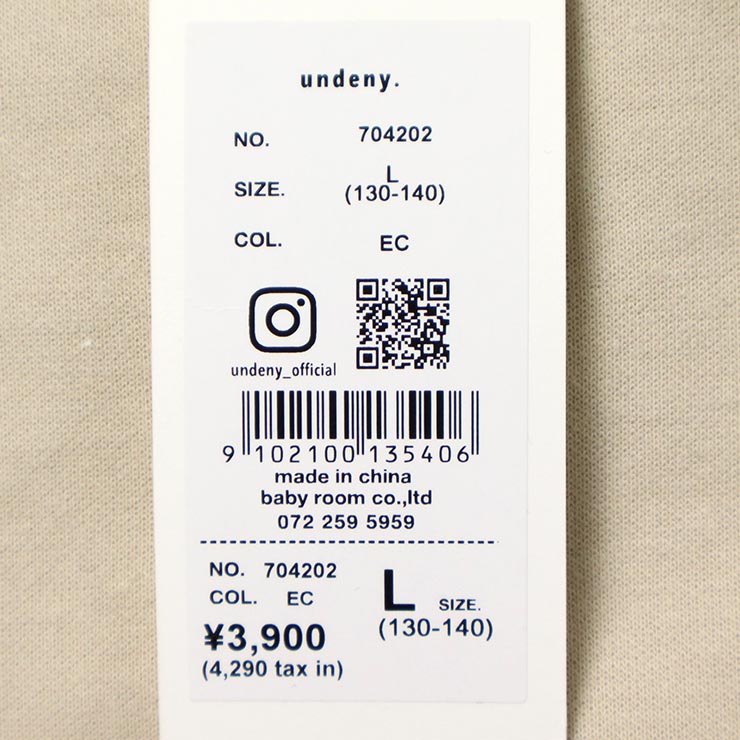 undeny.
NO. 704202
SIZE. L
(130-140)
COL. EC
undeny_official
9 102100 135406
made in china
baby room co.,ltd
072 259 5959
NO. 704202
COL. EC
L SIZE.
(130-140)
¥3,900
(4,290 tax in)